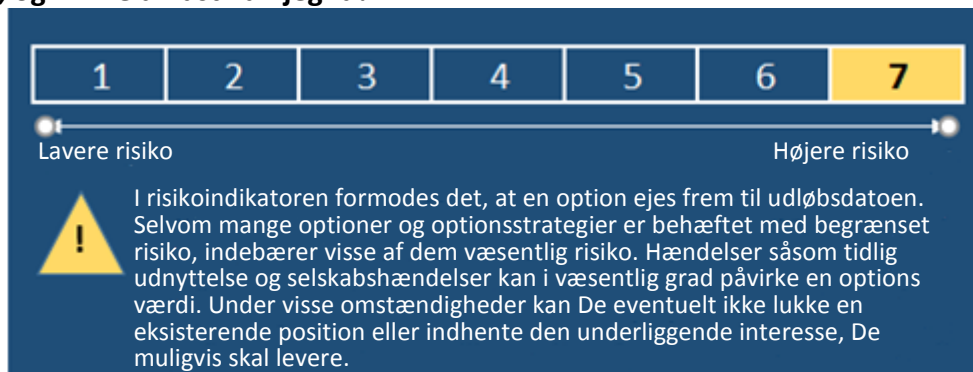 1 2 3 4 5 6 7
Lavere risiko Højere risiko
I risikoindikatoren formodes det, at en option ejes frem til udløbsdatoen.
Selvom mange optioner og optionsstrategier er behæftet med begrænset
! risiko, indebærer visse af dem væsentlig risiko. Hændelser såsom tidlig
udnyttelse og selskabshændelser kan i væsentlig grad påvirke en options
værdi. Under visse omstændigheder kan De eventuelt ikke lukke en
eksisterende position eller indhente den underliggende interesse, De
muligvis skal levere.